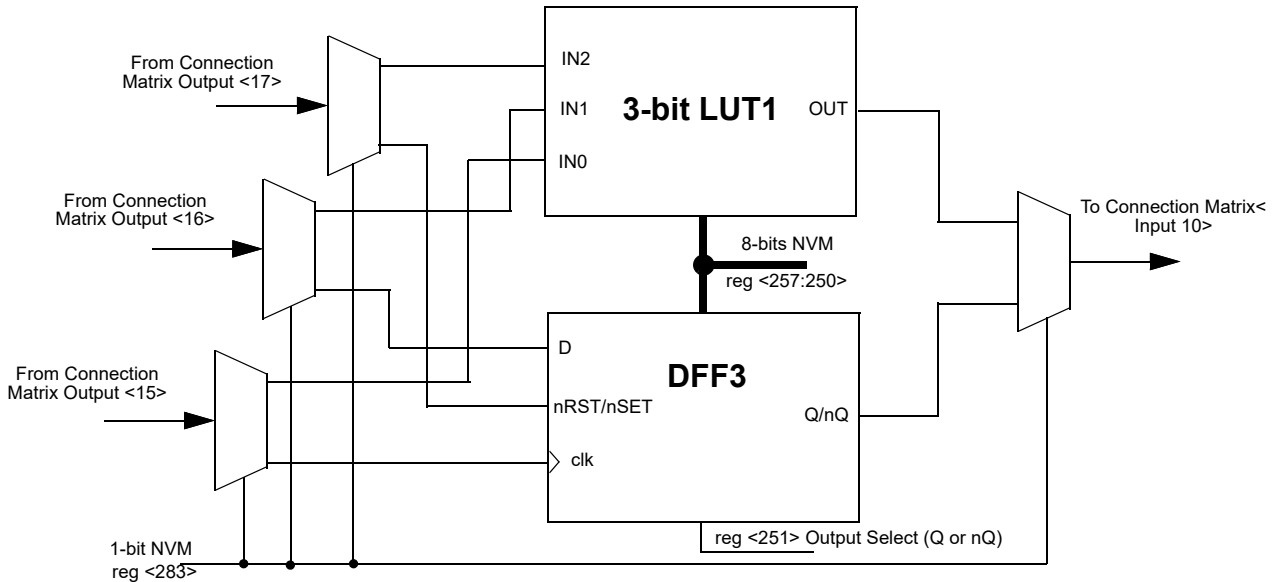 From Connection
Matrix Output <17>
IN2
IN1
IN0
3-bit LUT1
OUT
From Connection
Matrix Output <16>
To Connection Matrix<
Input 10>
8-bits NVM
reg <257:250>
D
DFF3
nRST/nSET
Q/nQ
clk
From Connection
Matrix Output <15>
reg <251> Output Select (Q or nQ)
1-bit NVM
reg <283>